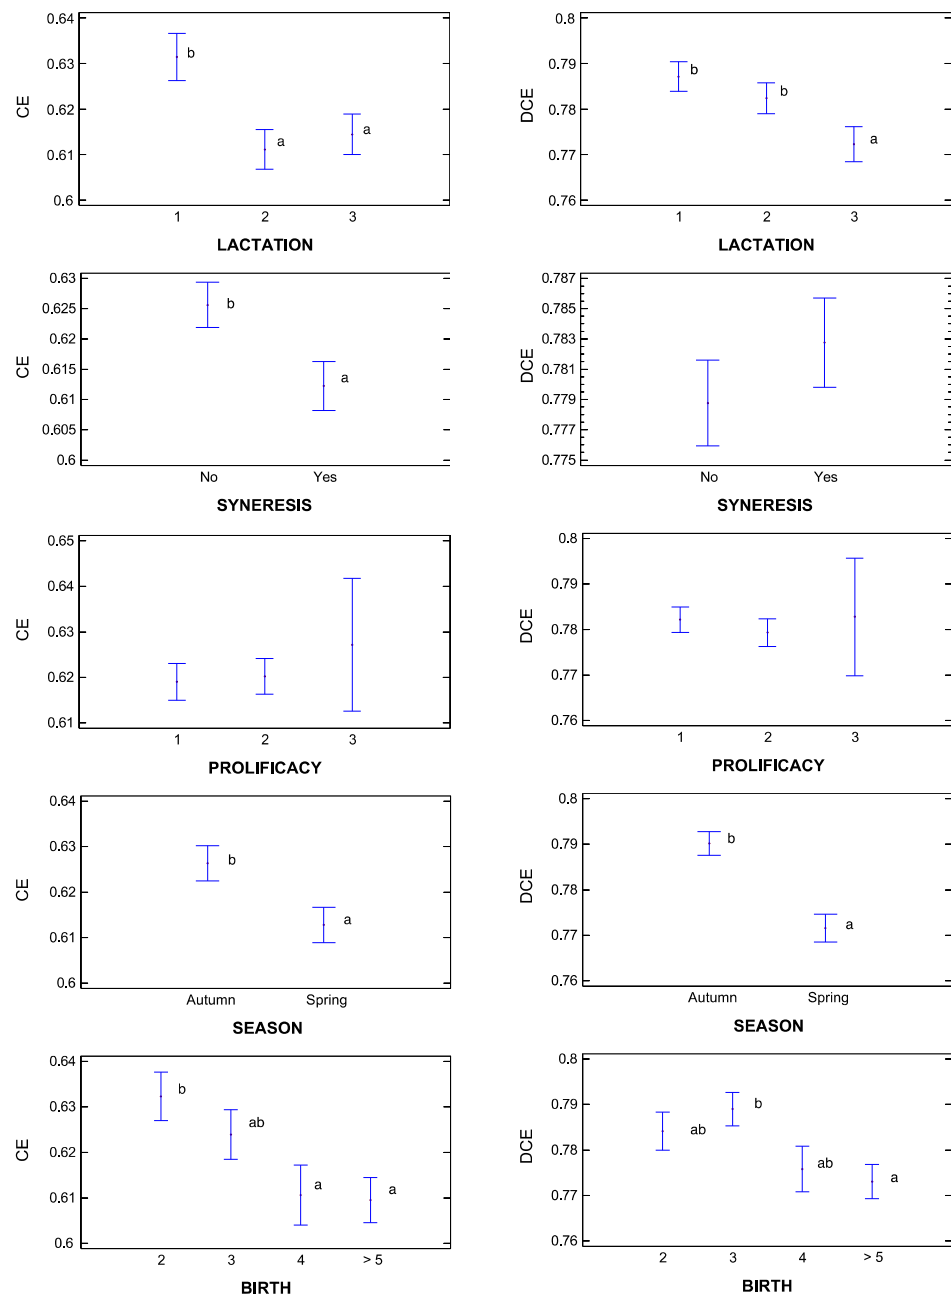 0.64
0.63
0.62
0.61
0.6
CE
b
a
a
1 2 3
LACTATION
0.8
0.79
0.78
0.77
0.76
DCE
b
b
a
1 2 3
LACTATION
0.63
0.625
0.62
0.615
0.61
0.605
0.6
CE
b
a
No Yes
SYNERESIS
0.787
0.785
0.783
0.781
0.779
0.777
0.775
DCE
No Yes
SYNERESIS
0.65
0.64
0.63
0.62
0.61
CE
1 2 3
PROLIFICACY
0.8
0.79
0.78
0.77
0.76
DCE
1 2 3
PROLIFICACY
0.64
0.63
0.62
0.61
0.6
CE
b
a
Autumn Spring
SEASON
0.8
0.79
0.78
0.77
0.76
DCE
b
a
Autumn Spring
SEASON
0.64
0.63
0.62
0.61
0.6
CE
b
ab
a
a
2 3 4 > 5
BIRTH
0.8
0.79
0.78
0.77
0.76
DCE
ab
b
ab
a
2 3 4 > 5
BIRTH